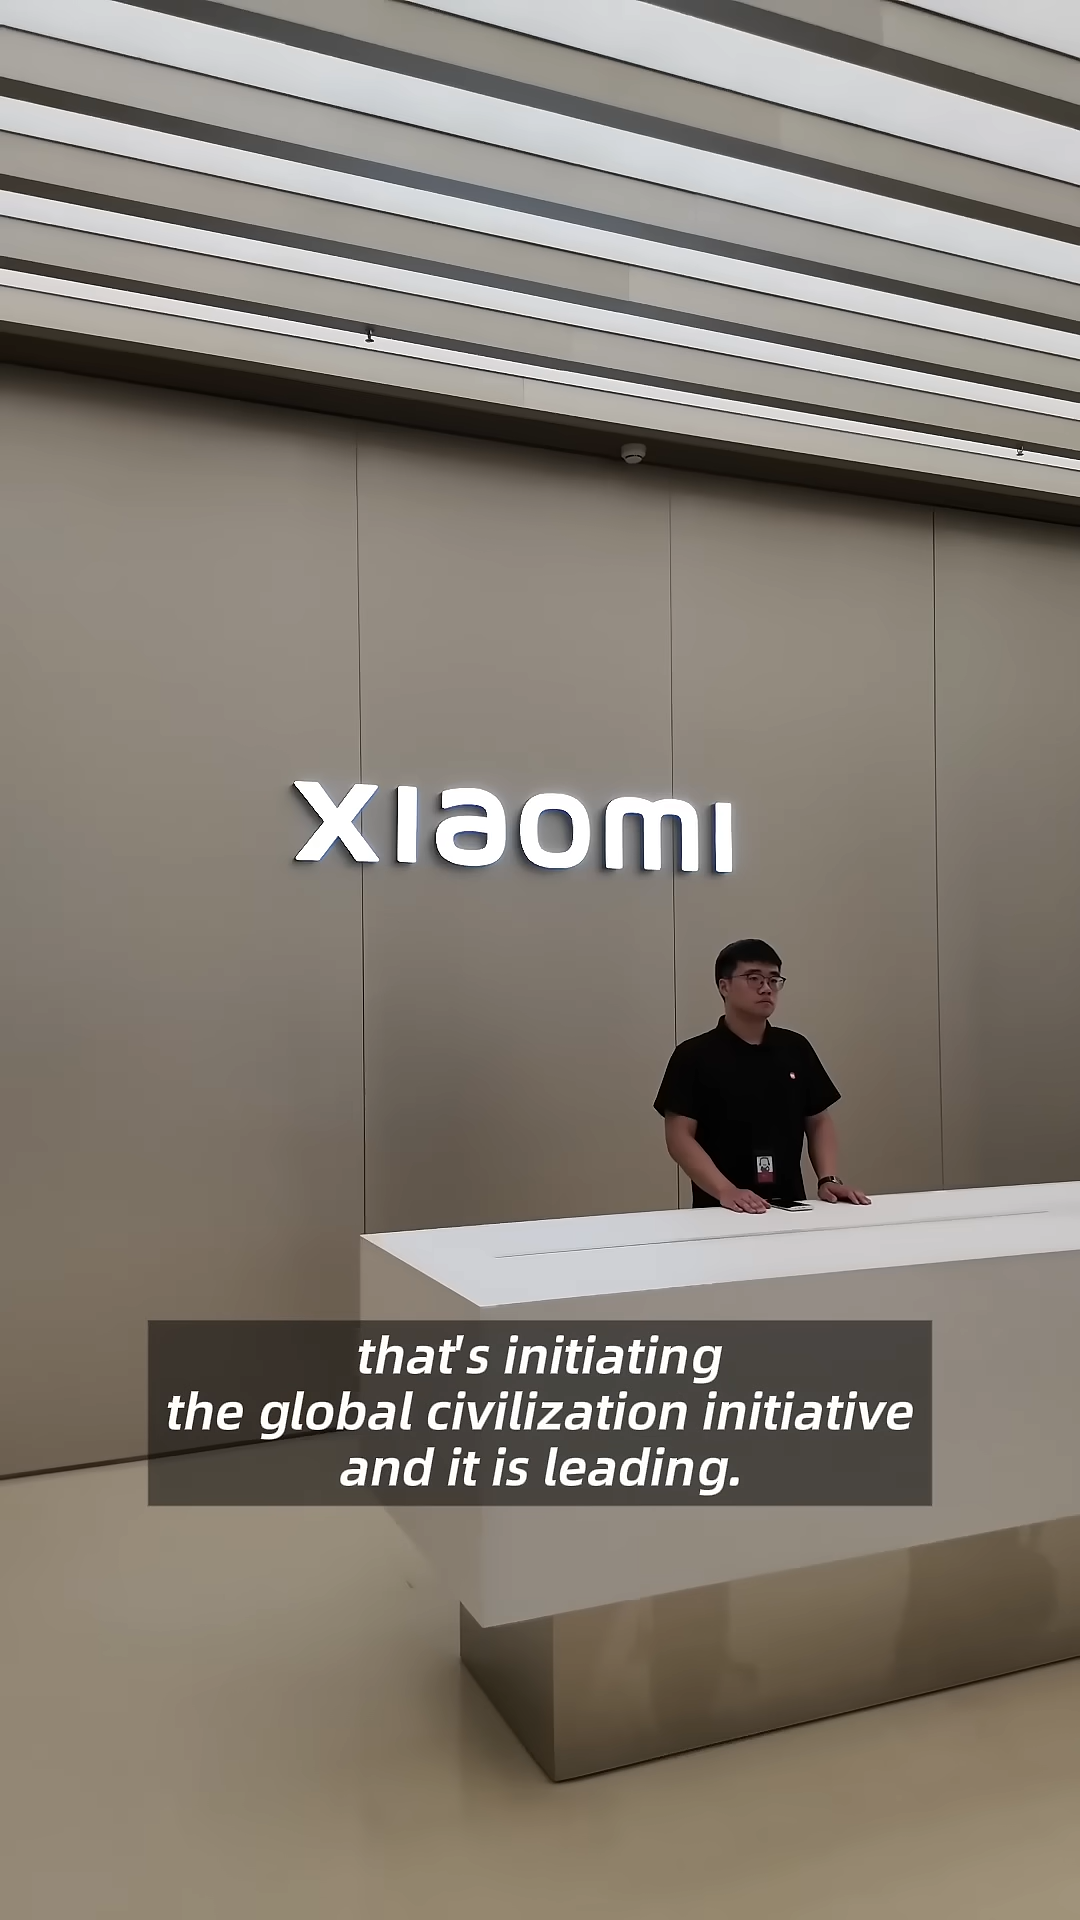 xiaomi
that's initiating
the global civilization initiative
and it is leading.